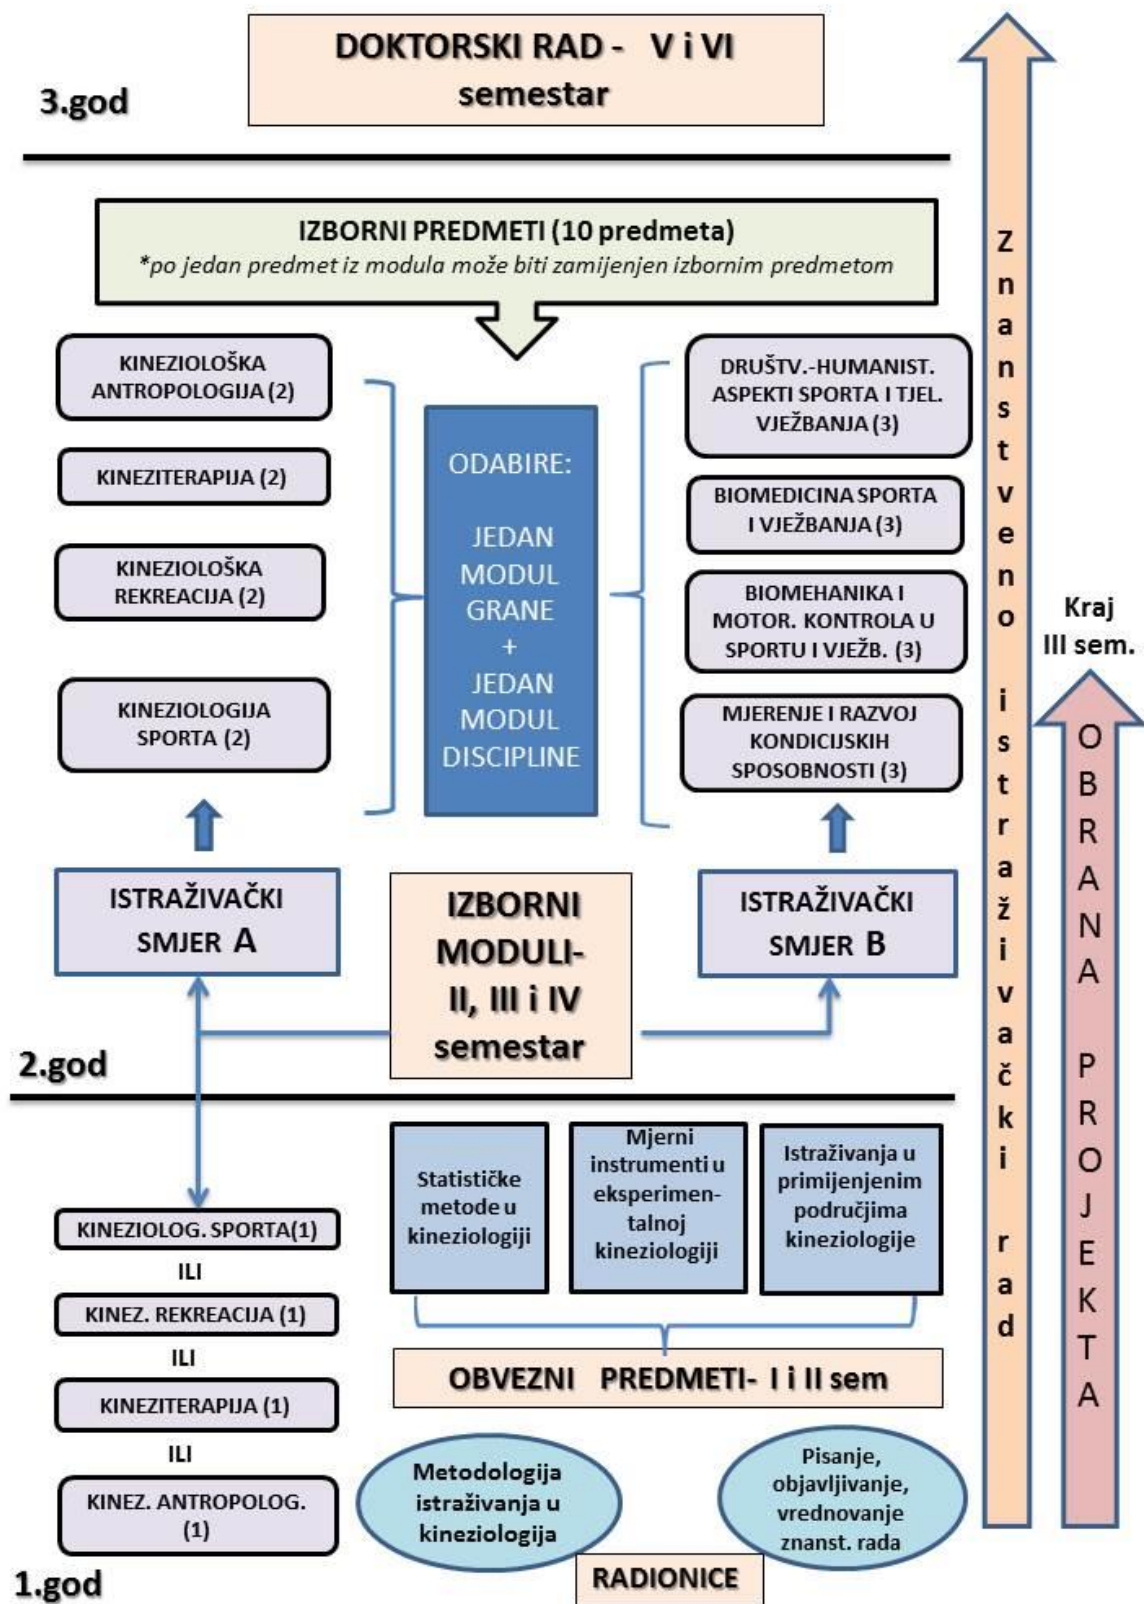 DOKTORSKI RAD - V i VI
semestar
3.god
IZBORNI PREDMETI (10 predmeta)
*po jedan predmet iz modula može biti zamijenjen izbornim predmetom
KINEZIOLOŠKA
ANTROPOLOGIJA (2)
KINEZITERAPIJA (2)
KINEZIOLOŠKA
REKREACIJA (2)
KINEZIOLOGIJA
SPORTA (2)
ODABIRE:
JEDAN
MODUL
GRANE
+
JEDAN
MODUL
DISCIPLINE
DRUŠTV.-HUMANIST.
ASPEKTI SPORTA I TJEL.
VJEŽBANJA (3)
BIOMEDICINA SPORTA
I VJEŽBANJA (3)
BIOMEHANIKA I
MOTOR. KONTROLA U
SPORTU I VJEŽB. (3)
MJERENJE I RAZVOJ
KONDICIJSKIH
SPOSOBNOSTI (3)
ISTRAŽIVAČKI
SMJER A
IZBORNI
MODULI-
II, III i IV
semestar
ISTRAŽIVAČKI
SMJER B
2.god
KINEZIOLOG. SPORTA(1)
ILI
KINEZ. REKREACIJA (1)
ILI
KINEZITERAPIJA (1)
ILI
KINEZ. ANTROPOLOG.
(1)
Statističke
metode u
kineziologiji
Mjerni
instrumenti u
eksperimen-
talnoj
kineziologiji
Istraživanja u
primijenjenim
područjima
kineziologije
OBVEZNI PREDMETI- I i II sem
Metodologija
istraživanja u
kineziologija
Pisanje,
objavljivanje,
vrednovanje
znanst. rada
RADIONICE
1.god
Znanstveno istraživački rad
Kraj
III sem.
OBRANA PROJEKTA